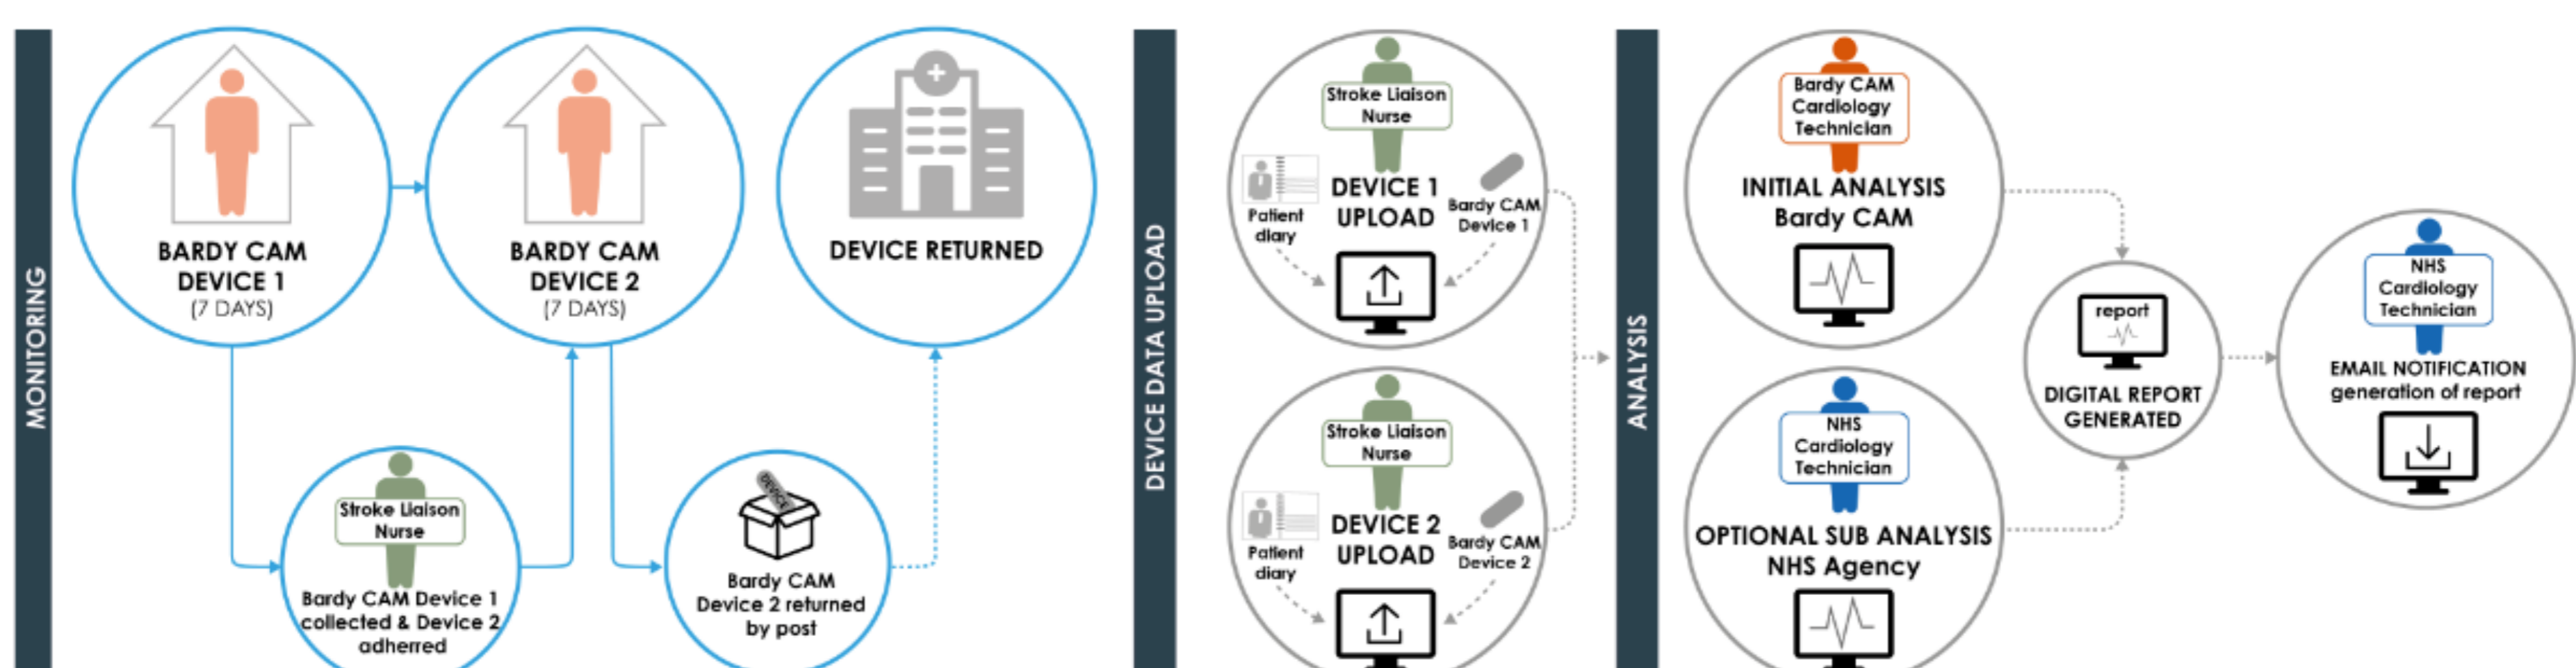 MONITORING
BARDY CAM
DEVICE 1
(7 DAYS)
BARDY CAM
DEVICE 2
(7 DAYS)
DEVICE RETURNED
Stroke Liaison
Nurse
Bardy CAM Device 1
collected & Device 2
adherred
DEVICE
Bardy CAM
Device 2 returned
by post
DEVICE DATA UPLOAD
Stroke Liaison
Nurse
DEVICE 1
UPLOAD
Patient
diary
Bardy CAM
Device 1
Stroke Liaison
Nurse
DEVICE 2
UPLOAD
Patient
diary
Bardy CAM
Device 2
ANALYSIS
Bardy CAM
Cardiology
Technician
INITIAL ANALYSIS
Bardy CAM
NHS
Cardiology
Technician
OPTIONAL SUB ANALYSIS
NHS Agency
report
DIGITAL REPORT
GENERATED
NHS
Cardiology
Technician
EMAIL NOTIFICATION
generation of report